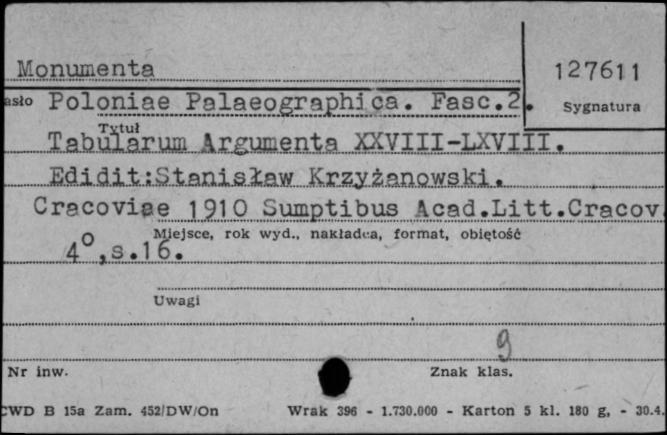 Monumenta
127611
asło Poloniae Palaeographica. Fasc.2.
Sygnatura
Tytuł
Tabularum Argumenta XXVIII-LXVIII.
Edidit:Stanisław Krzyżanowski.
Cracoviae 1910 Sumptibus Acad.Litt.Cracov.
Miejsce, rok wyd., nakładca, format, objętość
4°,s.16.
Uwagi
9
Nr inw.
Znak klas.
CWD B 15a Zam. 452/DW/On Wrak 396 - 1.730.000 - Karton 5 kl. 180 g, - 30.4.